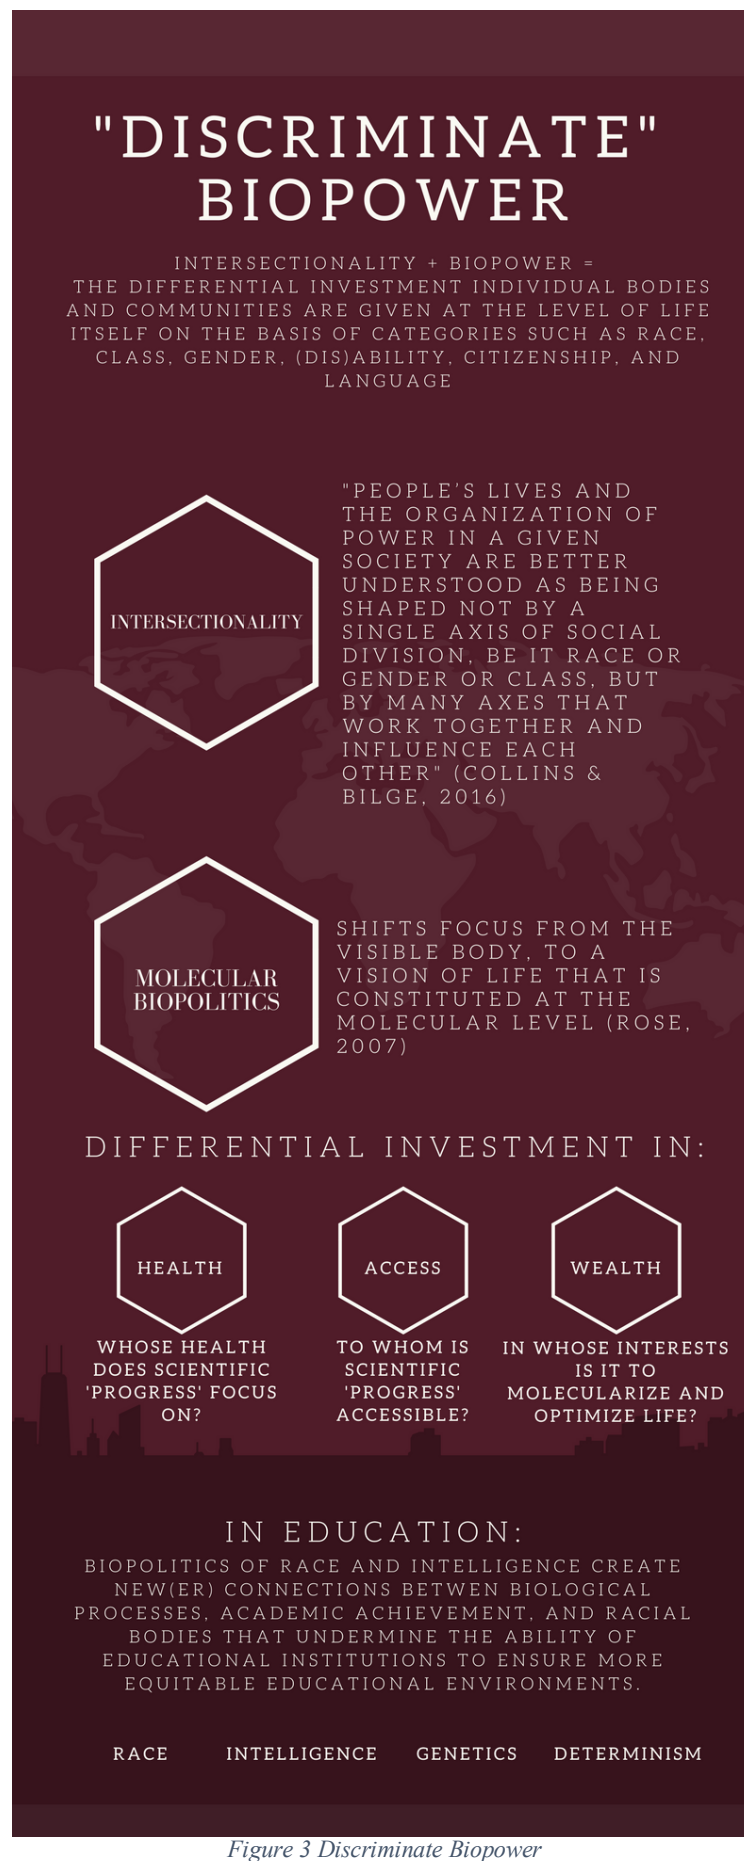 "DISCRIMINATE"
BIOPOWER
INTERSECTIONALITY + BIOPOWER =
THE DIFFERENTIAL INVESTMENT INDIVIDUAL BODIES
AND COMMUNITIES ARE GIVEN AT THE LEVEL OF LIFE
ITSELF ON THE BASIS OF CATEGORIES SUCH AS RACE,
CLASS, GENDER, (DIS)ABILITY, CITIZENSHIP, AND
LANGUAGE
INTERSECTIONALITY
"PEOPLE'S LIVES AND
THE ORGANIZATION OF
POWER IN A GIVEN
SOCIETY ARE BETTER
UNDERSTOOD AS BEING
SHAPED NOT BY A
SINGLE AXIS OF SOCIAL
DIVISION, BE IT RACE OR
GENDER OR CLASS, BUT
BY MANY AXES THAT
WORK TOGETHER AND
INFLUENCE EACH
OTHER" (COLLINS &
BILGE, 2016)
MOLECULAR
BIOPOLITICS
SHIFTS FOCUS FROM THE
VISIBLE BODY, TO A
VISION OF LIFE THAT IS
CONSTITUTED AT THE
MOLECULAR LEVEL (ROSE,
2007)
DIFFERENTIAL INVESTMENT IN:
HEALTH
WHOSE HEALTH
DOES SCIENTIFIC
'PROGRESS' FOCUS
ON?
ACCESS
TO WHOM IS
SCIENTIFIC
'PROGRESS'
ACCESSIBLE?
WEALTH
IN WHOSE INTERESTS
IS IT TO
MOLECULARIZE AND
OPTIMIZE LIFE?
IN EDUCATION:
BIOPOLITICS OF RACE AND INTELLIGENCE CREATE
NEW(ER) CONNECTIONS BETWEN BIOLOGICAL
PROCESSES, ACADEMIC ACHIEVEMENT, AND RACIAL
BODIES THAT UNDERMINE THE ABILITY OF
EDUCATIONAL INSTITUTIONS TO ENSURE MORE
EQUITABLE EDUCATIONAL ENVIRONMENTS.
RACE INTELLIGENCE GENETICS DETERMINISM
Figure 3 Discriminate Biopower